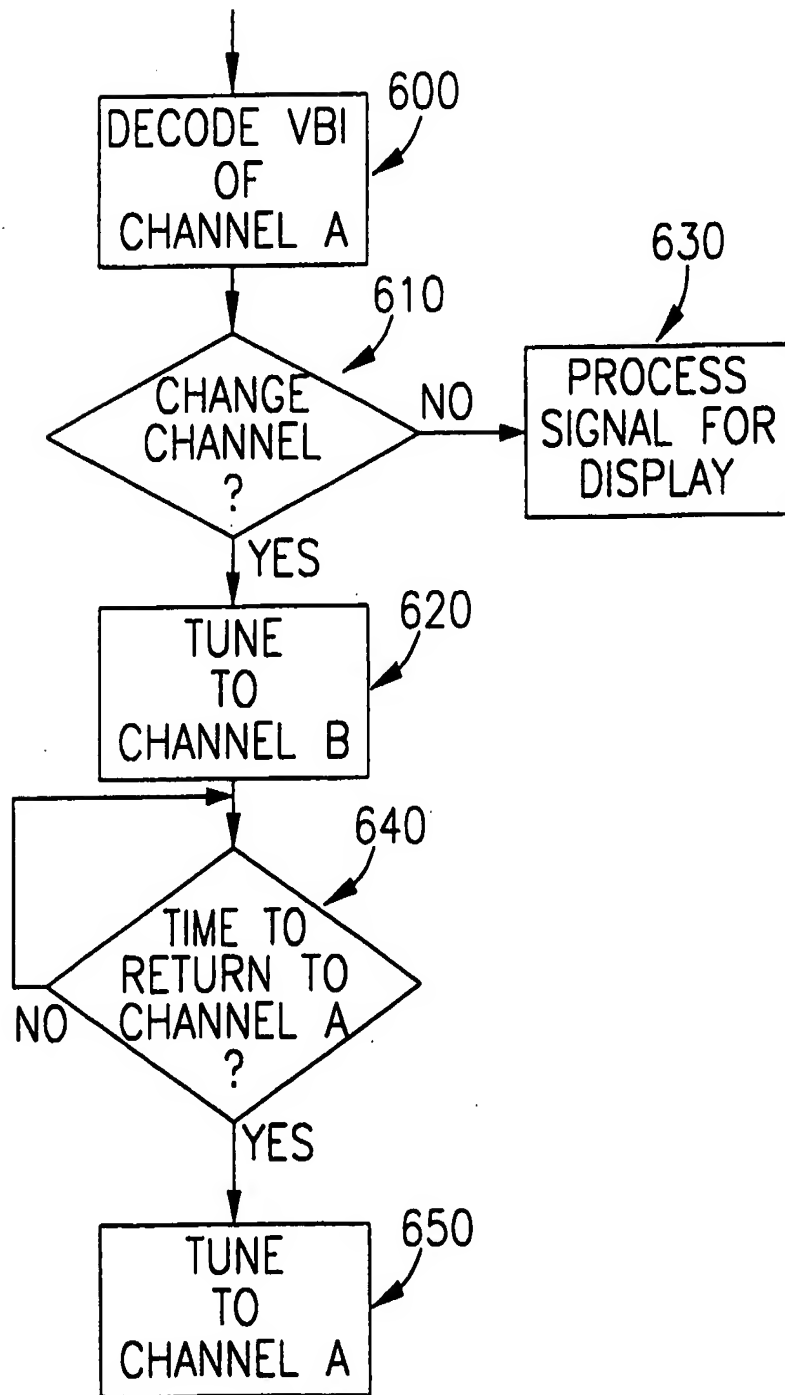 600
DECODE VBI
OF
CHANNEL A
610
CHANGE
CHANNEL
?
NO
630
PROCESS
SIGNAL FOR
DISPLAY
YES
620
TUNE
TO
CHANNEL B
640
TIME TO
RETURN TO
CHANNEL A
?
NO
YES
650
TUNE
TO
CHANNEL A